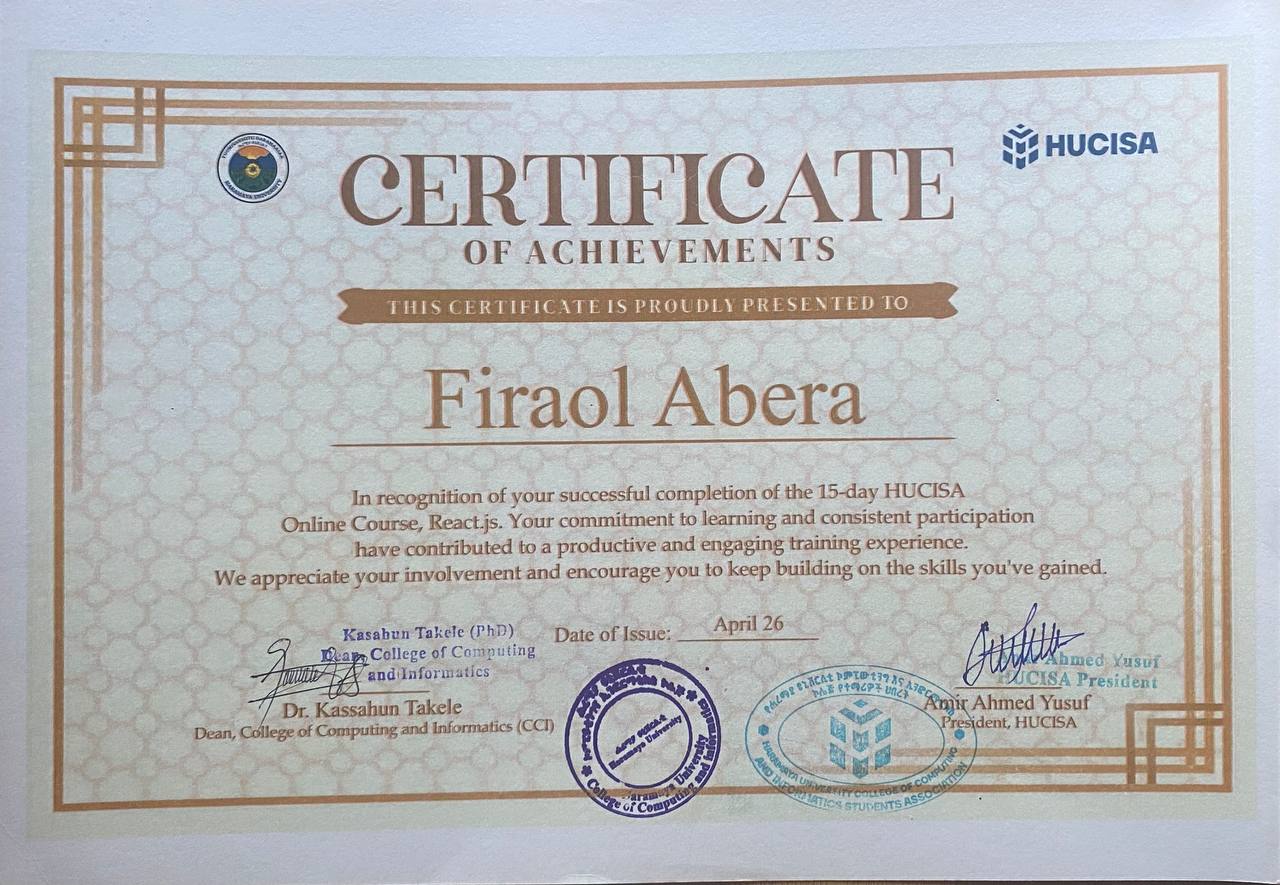 HARAMAYA UNIVERSITY
HUCISA
CERTIFICATE
OF ACHIEVEMENTS
THIS CERTIFICATE IS PROUDLY PRESENTED TO
Firaol Abera
In recognition of your successful completion of the 15-day HUCISA
Online Course, React.js. Your commitment to learning and consistent participation
have contributed to a productive and engaging training experience.
We appreciate your involvement and encourage you to keep building on the skills you've gained.
Kasahun Takele (PhD)
Dean, College of Computing
and Informatics
Dr. Kassahun Takele
Dean, College of Computing and Informatics (CCI)
Date of Issue: April 26
Haramaya University
Haramaya University
College of Computing and Informatics
HARAMAYA UNIVERSITY COLLEGE OF COMPUTING
AND INFORMATICS STUDENTS ASSOCIATION
Ahmed Yusuf
HUCISA President
Amir Ahmed Yusuf
President, HUCISA